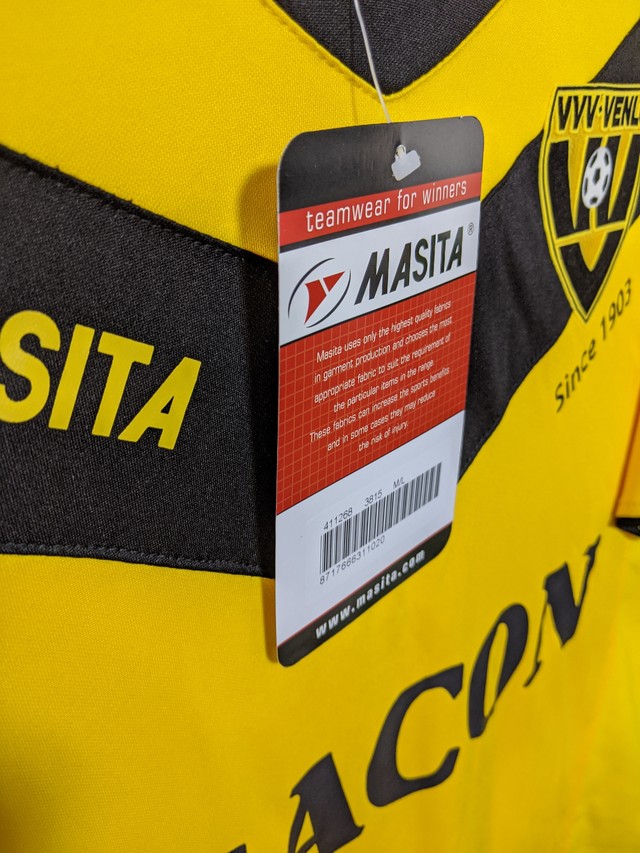 VVV-VENL
Since 1903
SITA
teamwear for winners
MASITA®
Masita uses only the highest quality fabrics
in garment production and chooses the most
appropriate fabric to suit the requirement of
the particular items in the range
These fabrics can increase the sports benefits
and in some cases they may reduce
the risk of injury.
411268 3615 M/L
8717666311020
www.masita.com
ACON